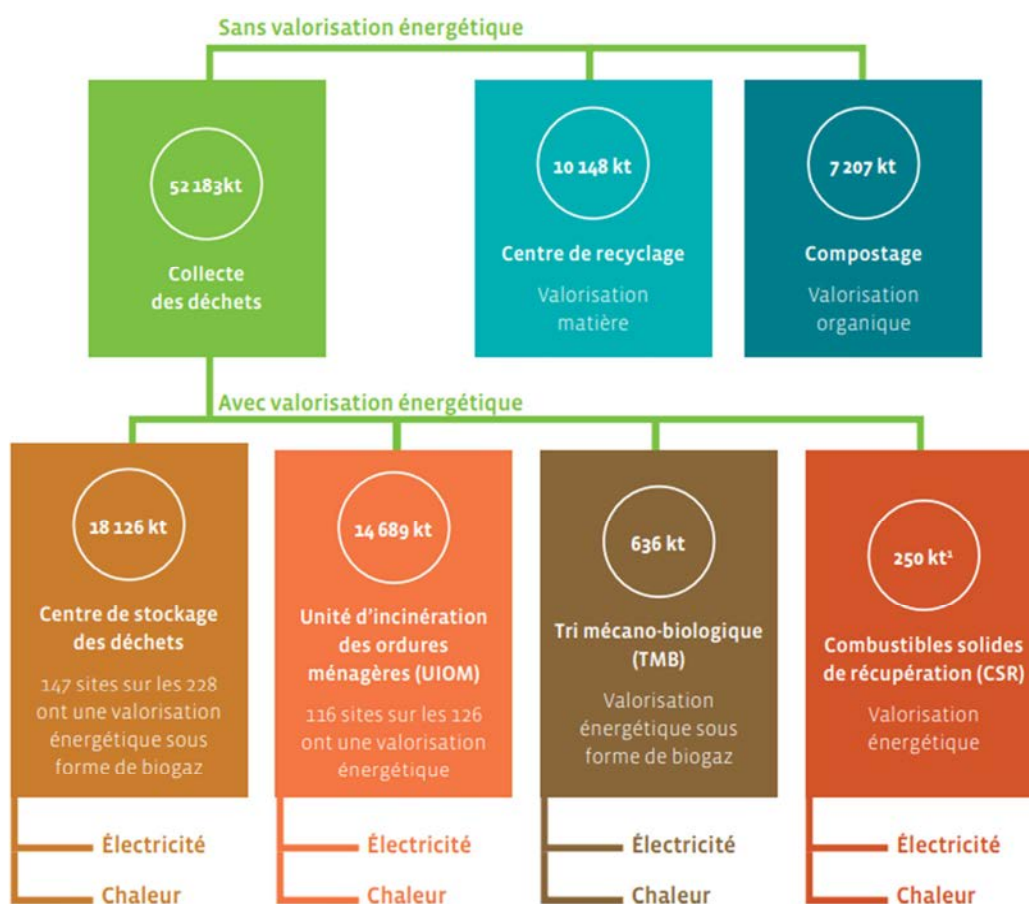 Sans valorisation énergétique
52 183kt
Collecte
des déchets
10 148 kt
Centre de recyclage
Valorisation
matière
7 207 kt
Compostage
Valorisation
organique
Avec valorisation énergétique
18 126 kt
Centre de stockage
des déchets
147 sites sur les 228
ont une valorisation
énergétique sous
forme de biogaz
Électricité
Chaleur
14 689 kt
Unité d'incinération
des ordures
ménagères (UIOM)
116 sites sur les 126
ont une valorisation
énergétique
Électricité
Chaleur
636 kt
Tri mécano-biologique
(TMB)
Valorisation
énergétique sous
forme de biogaz
Électricité
Chaleur
250 kt¹
Combustibles solides
de récupération (CSR)
Valorisation
énergétique
Électricité
Chaleur